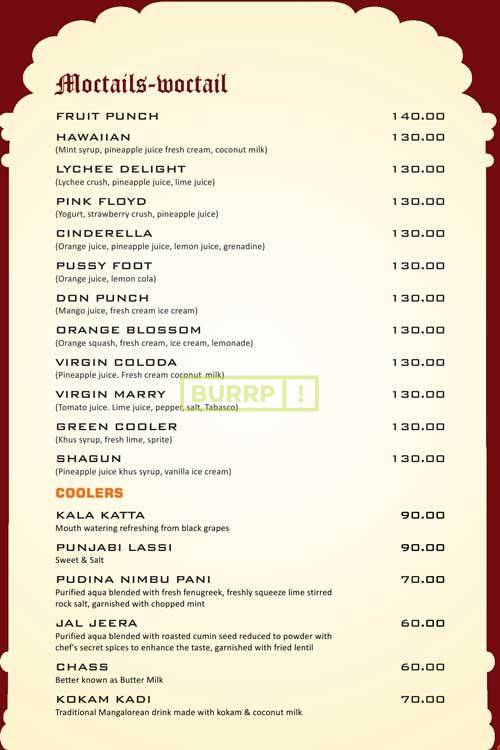 Moctails-woctail
FRUIT PUNCH 140.00
HAWAIIAN 130.00
(Mint syrup, pineapple juice fresh cream, coconut milk)
LYCHEE DELIGHT 130.00
(Lychee crush, pineapple juice, lime juice)
PINK FLOYD 130.00
(Yogurt, strawberry crush, pineapple juice)
CINDERELLA 130.00
(Orange juice, pineapple juice, lemon juice, grenadine)
PUSSY FOOT 130.00
(Orange juice, lemon cola)
DON PUNCH 130.00
(Mango juice, fresh cream ice cream)
ORANGE BLOSSOM 130.00
(Orange squash, fresh cream, ice cream, lemonade)
VIRGIN COLODA 130.00
(Pineapple juice. Fresh cream coconut milk)
VIRGIN MARRY 130.00
BURRP!
(Tomato juice. Lime juice, pepper, salt, Tabasco)
GREEN COOLER 130.00
(Khus syrup, fresh lime, sprite)
SHAGUN 130.00
(Pineapple juice khus syrup, vanilla ice cream)
COOLERS
KALA KATTA 90.00
Mouth watering refreshing from black grapes
PUNJABI LASSI 90.00
Sweet & Salt
PUDINA NIMBU PANI 70.00
Purified aqua blended with fresh fenugreek, freshly squeeze lime stirred
rock salt, garnished with chopped mint
JAL JEERA 60.00
Purified aqua blended with roasted cumin seed reduced to powder with
chef's secret spices to enhance the taste, garnished with fried lentil
CHASS 60.00
Better known as Butter Milk
KOKAM KADI 70.00
Traditional Mangalorean drink made with kokam & coconut milk